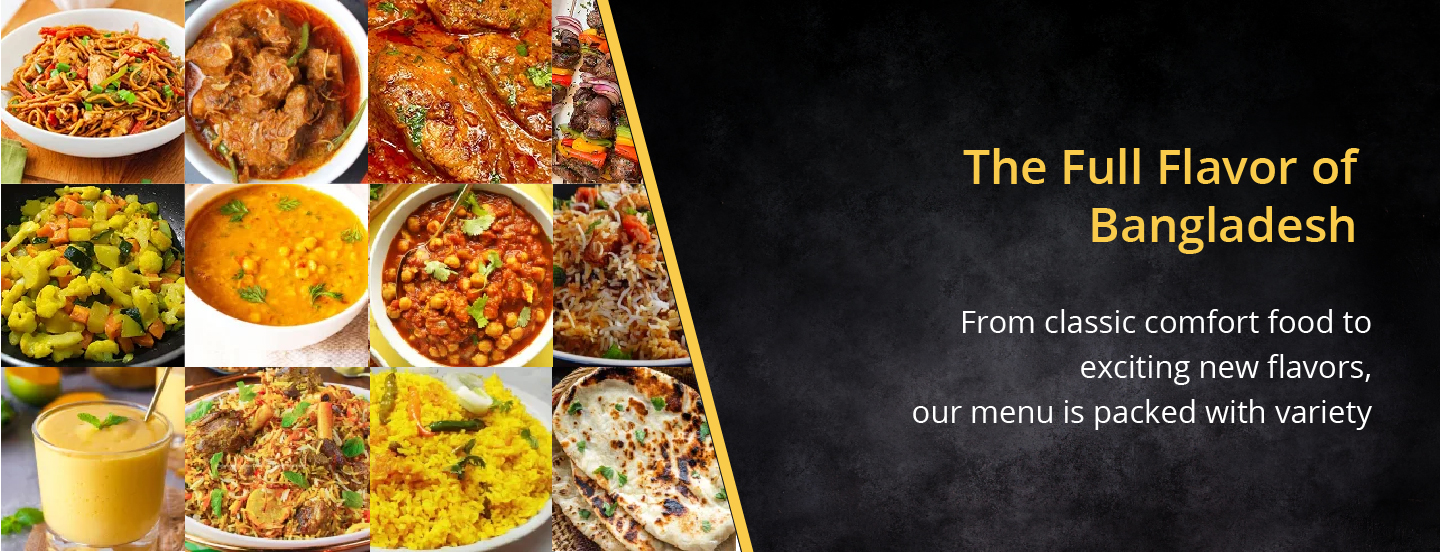 The Full Flavor of
Bangladesh
From classic comfort food to
exciting new flavors,
our menu is packed with variety